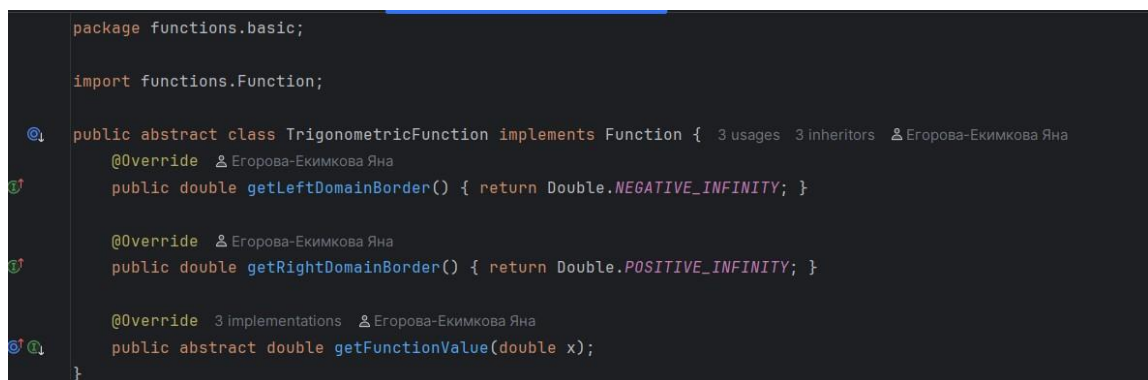 package functions.basic;
import functions.Function;
public abstract class TrigonometricFunction implements Function { 3 usages 3 inheritors Егорова-Екимкова Яна
@Override Егорова-Екимкова Яна
public double getLeftDomainBorder() { return Double.NEGATIVE_INFINITY; }
@Override Егорова-Екимкова Яна
public double getRightDomainBorder() { return Double.POSITIVE_INFINITY; }
@Override 3 implementations Егорова-Екимкова Яна
public abstract double getFunctionValue(double x);
}